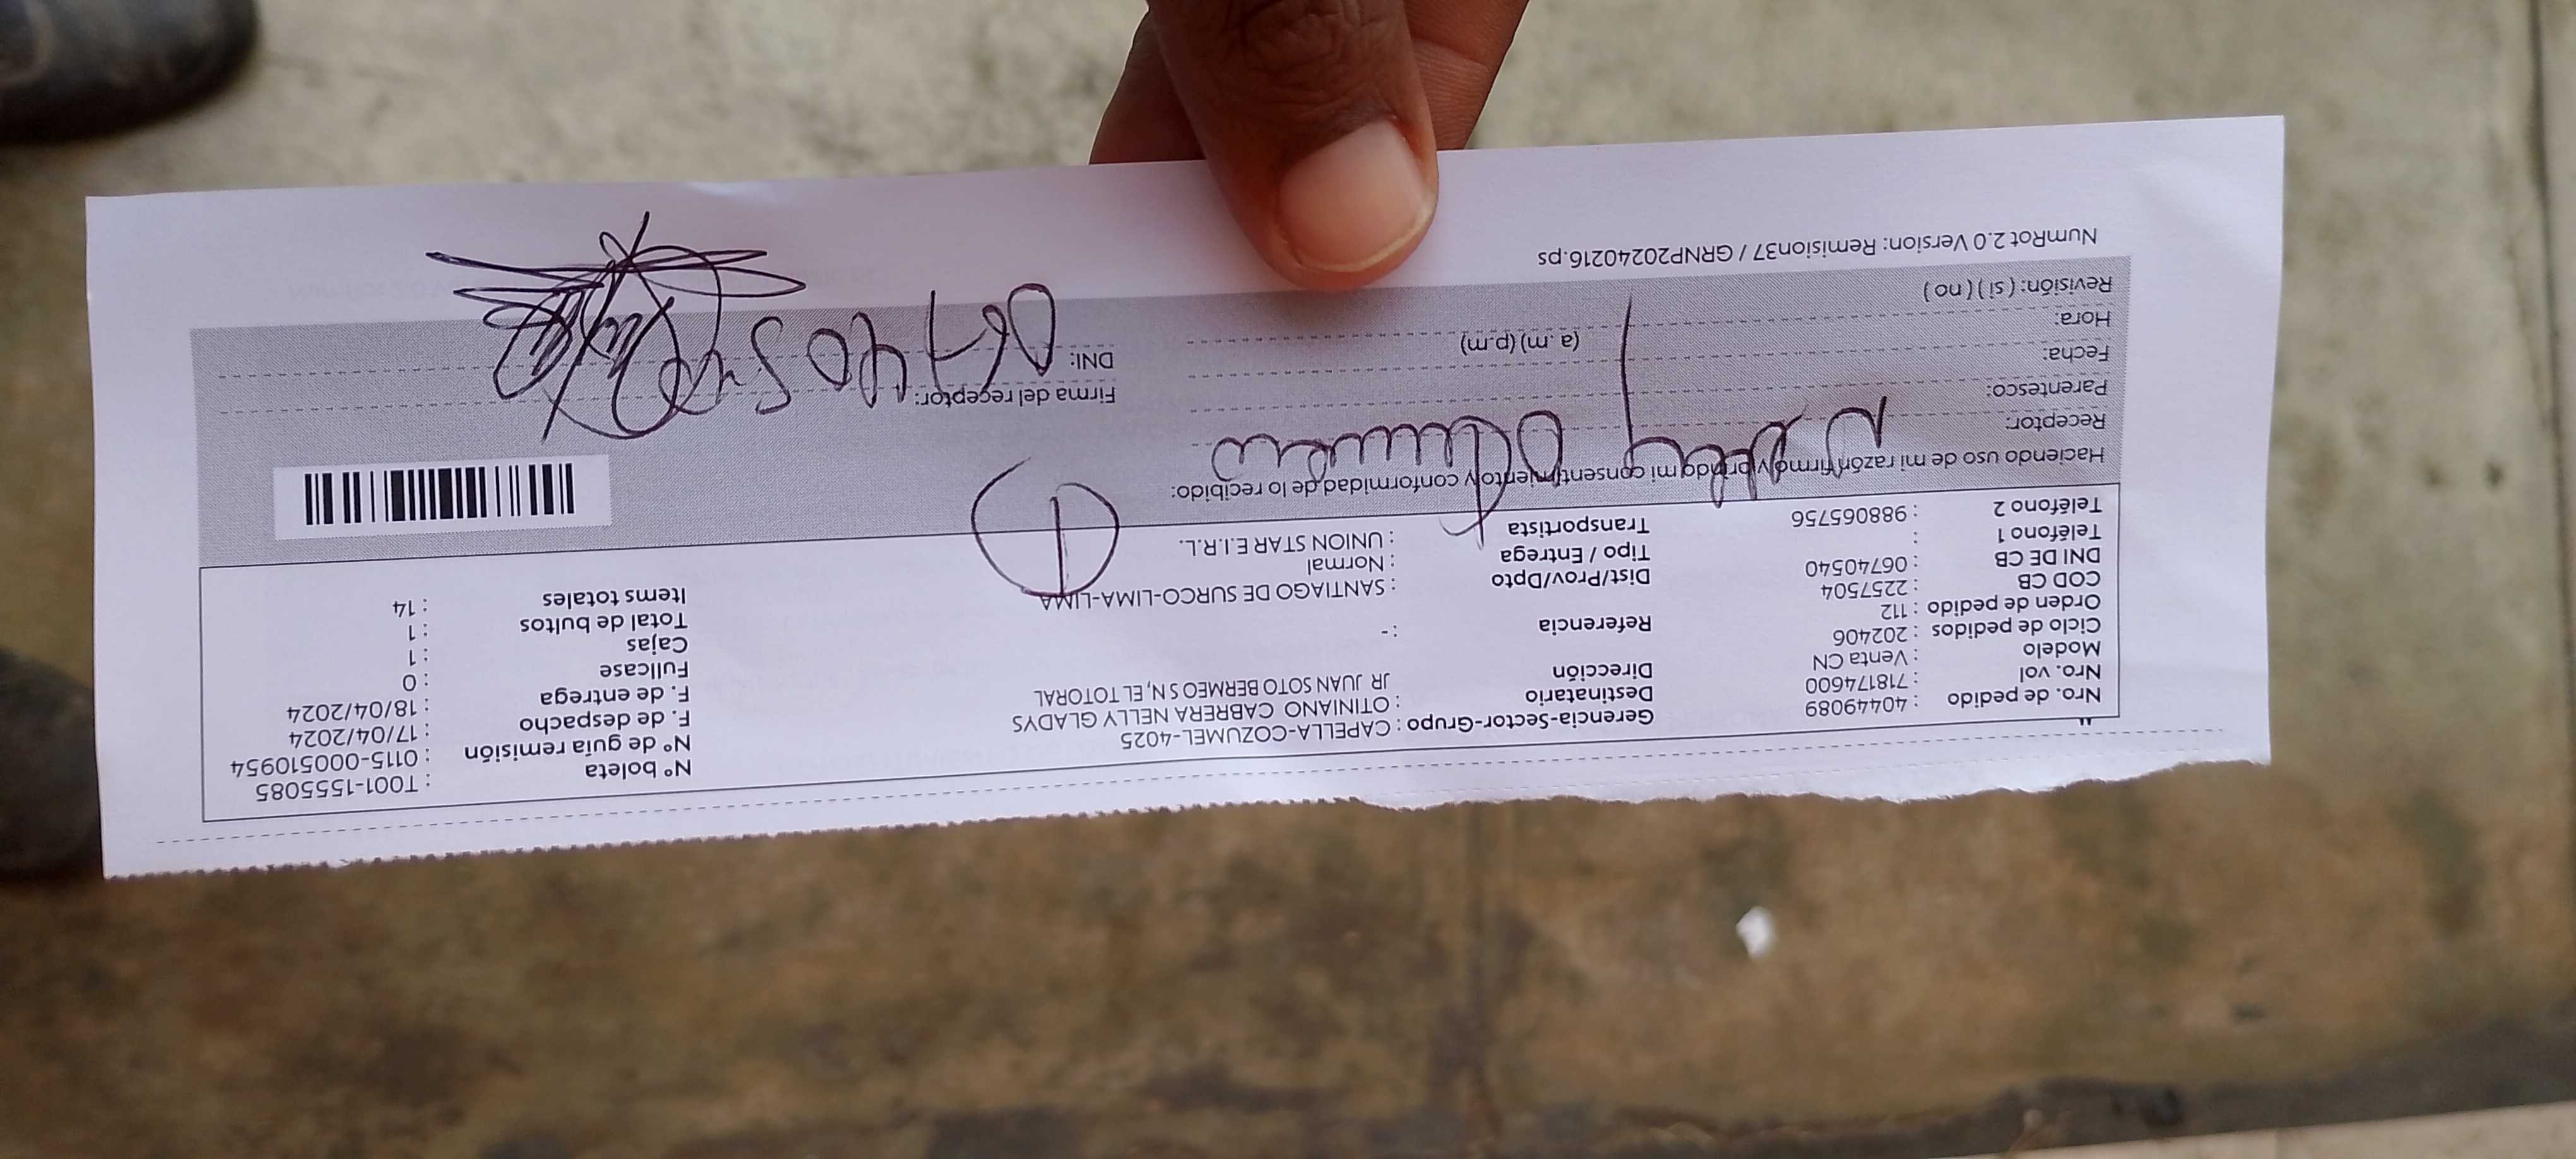 Nro. de pedido : 40449089
Nro. vol : 718174600
Modelo : Venta CN
Ciclo de pedidos : 202406
Orden de pedido : 112
COD CB : 2257504
DNI DE CB : 06740540
Teléfono 1 :
Teléfono 2 : 988065756
Gerencia-Sector-Grupo : CAPELLA-COZUMEL-4025
Destinatario : OTINIANO CABRERA NELLY GLADYS
Dirección JR JUAN SOTO BERMEO S N, EL TOTORAL
Referencia : -
Dist/Prov/Dpto : SANTIAGO DE SURCO-LIMA-LIMA
Tipo / Entrega : Normal
Transportista : UNION STAR E.I.R.L.
N° boleta : T001-1555085
N° de guía remisión : 0115-000510954
F. de despacho : 17/04/2024
F. de entrega : 18/04/2024
Fullcase : 0
Cajas : 1
Total de bultos : 1
Items totales : 14
1
Haciendo uso de mi razón firmo y brindo mi consentimiento y conformidad de lo recibido:
Receptor: Nelly Otiniano
Parentesco:
Fecha:
Hora: (a .m) (p.m)
Revisión: ( si ) ( no )
Firma del receptor:
DNI: 06740540
NumRot 2.0 Version: Remision37 / GRNP20240216.ps